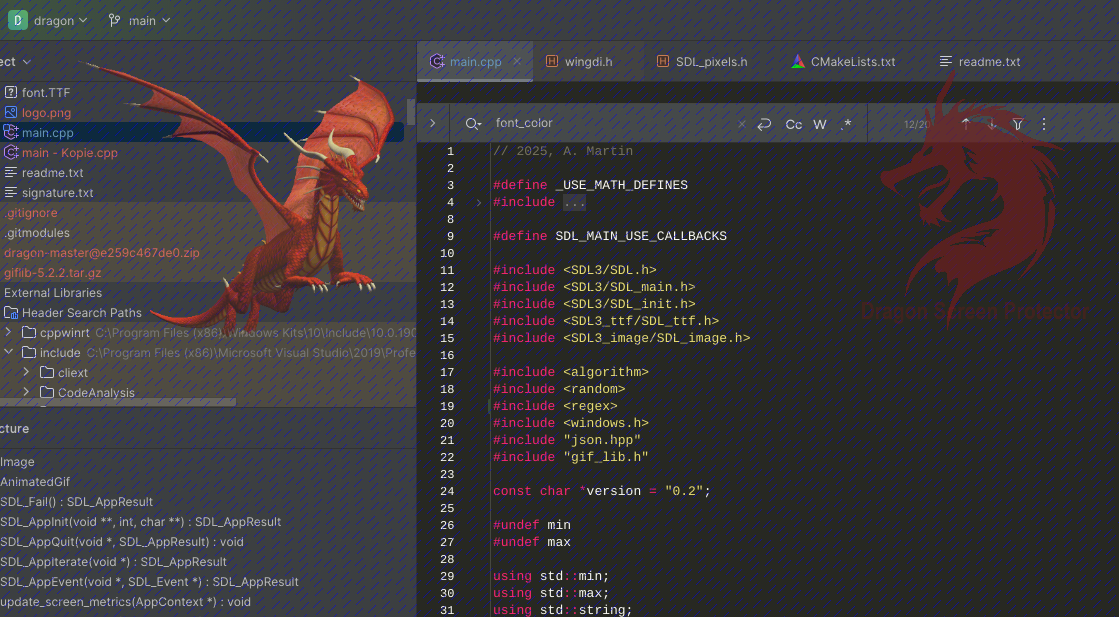 D dragon main
ect
main.cpp wingdi.h SDL_pixels.h CMakeLists.txt readme.txt
font_color Cc W .*
font.TTF
logo.png
main.cpp
main - Kopie.cpp
readme.txt
signature.txt
.gitignore
.gitmodules
dragon-master@e259c467de0.zip
giflib-5.2.2.tar.gz
External Libraries
Header Search Paths
cppwinrt C:\Program Files (x86)\Windows Kits\10\Include\10.0.190
include C:\Program Files (x86)\Microsoft Visual Studio\2019\Profe
cliext
CodeAnalysis
cture
Image
AnimatedGif
SDL_Fail() : SDL_AppResult
SDL_AppInit(void **, int, char **) : SDL_AppResult
SDL_AppQuit(void *, SDL_AppResult) : void
SDL_AppIterate(void *) : SDL_AppResult
SDL_AppEvent(void *, SDL_Event *) : SDL_AppResult
update_screen_metrics(AppContext *) : void
1 // 2025, A. Martin
2
3 #define _USE_MATH_DEFINES
4 #include ...
8
9 #define SDL_MAIN_USE_CALLBACKS
10
11 #include <SDL3/SDL.h>
12 #include <SDL3/SDL_main.h>
13 #include <SDL3/SDL_init.h>
14 #include <SDL3_ttf/SDL_ttf.h>
15 #include <SDL3_image/SDL_image.h>
16
17 #include <algorithm>
18 #include <random>
19 #include <regex>
20 #include <windows.h>
21 #include "json.hpp"
22 #include "gif_lib.h"
23
24 const char *version = "0.2";
25
26 #undef min
27 #undef max
28
29 using std::min;
30 using std::max;
31 using std::string;
Dragon Screen Protector